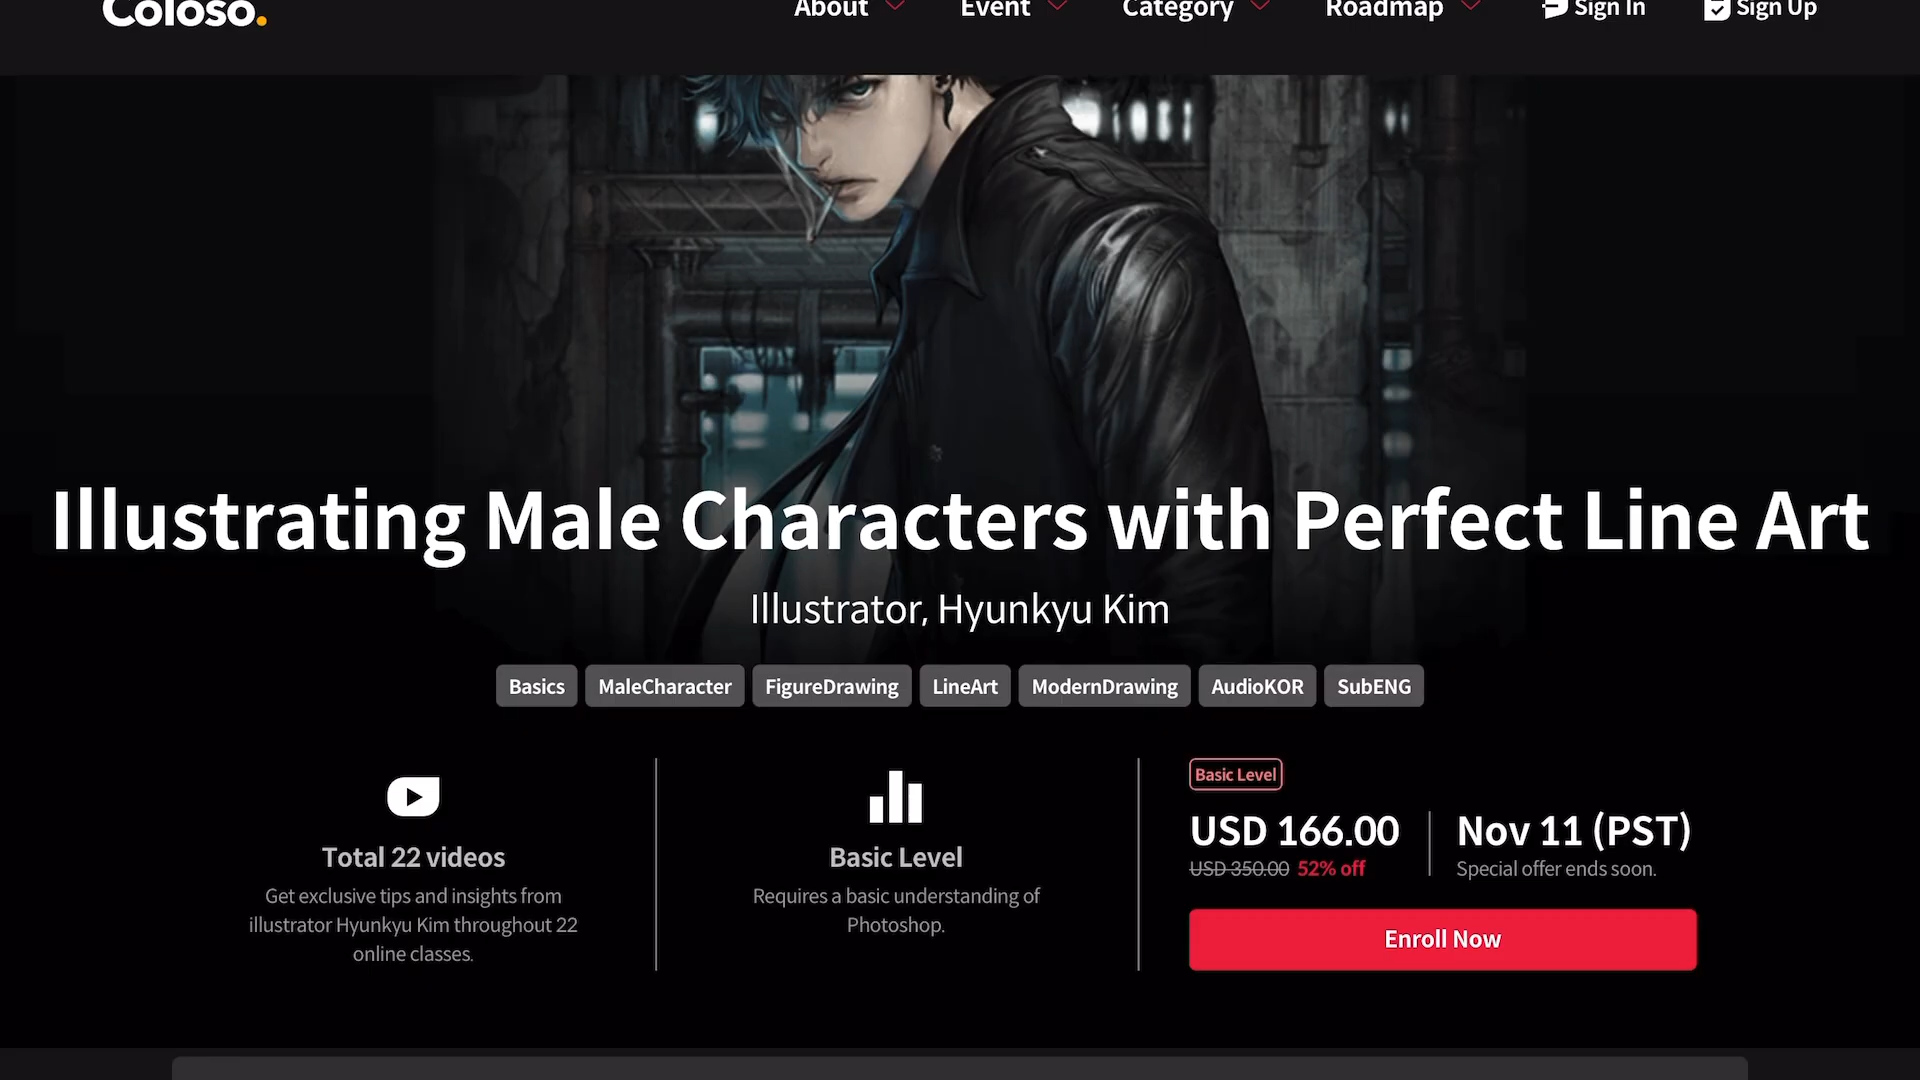 Coloso.
About Event Category Roadmap Sign In Sign Up
Illustrating Male Characters with Perfect Line Art
Illustrator, Hyunkyu Kim
Basics MaleCharacter FigureDrawing LineArt ModernDrawing AudioKOR SubENG
Total 22 videos
Get exclusive tips and insights from
illustrator Hyunkyu Kim throughout 22
online classes.
Basic Level
Requires a basic understanding of
Photoshop.
Basic Level
USD 166.00
USD 350.00 52% off
Nov 11 (PST)
Special offer ends soon.
Enroll Now